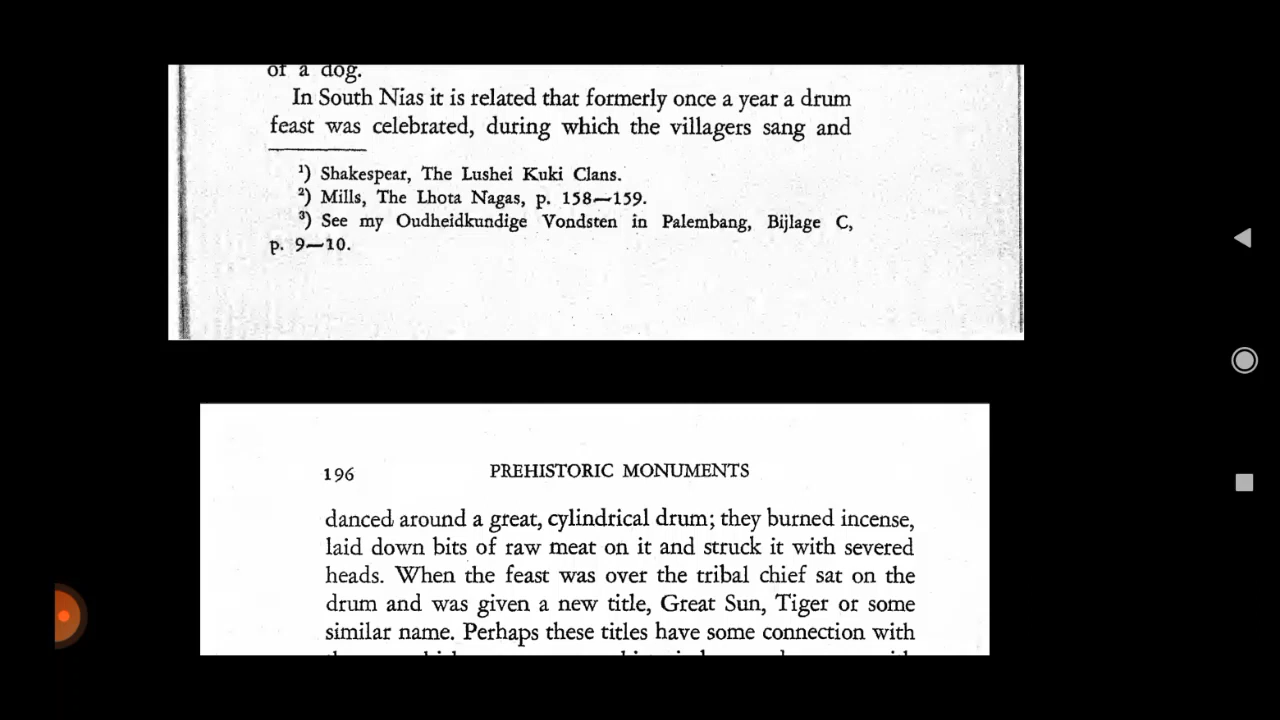 of a dog.
In South Nias it is related that formerly once a year a drum
feast was celebrated, during which the villagers sang and
¹) Shakespear, The Lushei Kuki Clans.
²) Mills, The Lhota Nagas, p. 158—159.
³) See my Oudheidkundige Vondsten in Palembang, Bijlage C,
p. 9—10.
196 PREHISTORIC MONUMENTS
danced around a great, cylindrical drum; they burned incense,
laid down bits of raw meat on it and struck it with severed
heads. When the feast was over the tribal chief sat on the
drum and was given a new title, Great Sun, Tiger or some
similar name. Perhaps these titles have some connection with